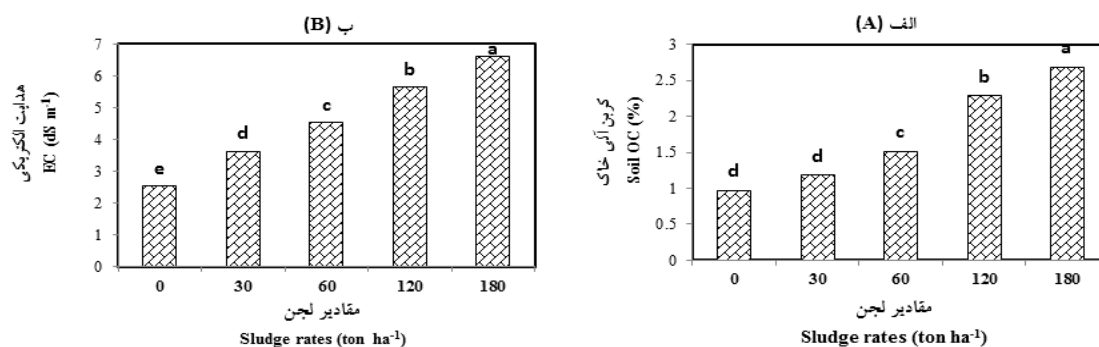 الف (A)
کربن آلی خاک
Soil OC (%)
3
2.5
2
1.5
1
0.5
0
d
d
c
b
a
0 30 60 120 180
مقادیر لجن
Sludge rates (ton ha⁻¹)
ب (B)
هدایت الکتریکی
EC (dS m⁻¹)
7
6
5
4
3
2
1
0
e
d
c
b
a
0 30 60 120 180
مقادیر لجن
Sludge rates (ton ha⁻¹)